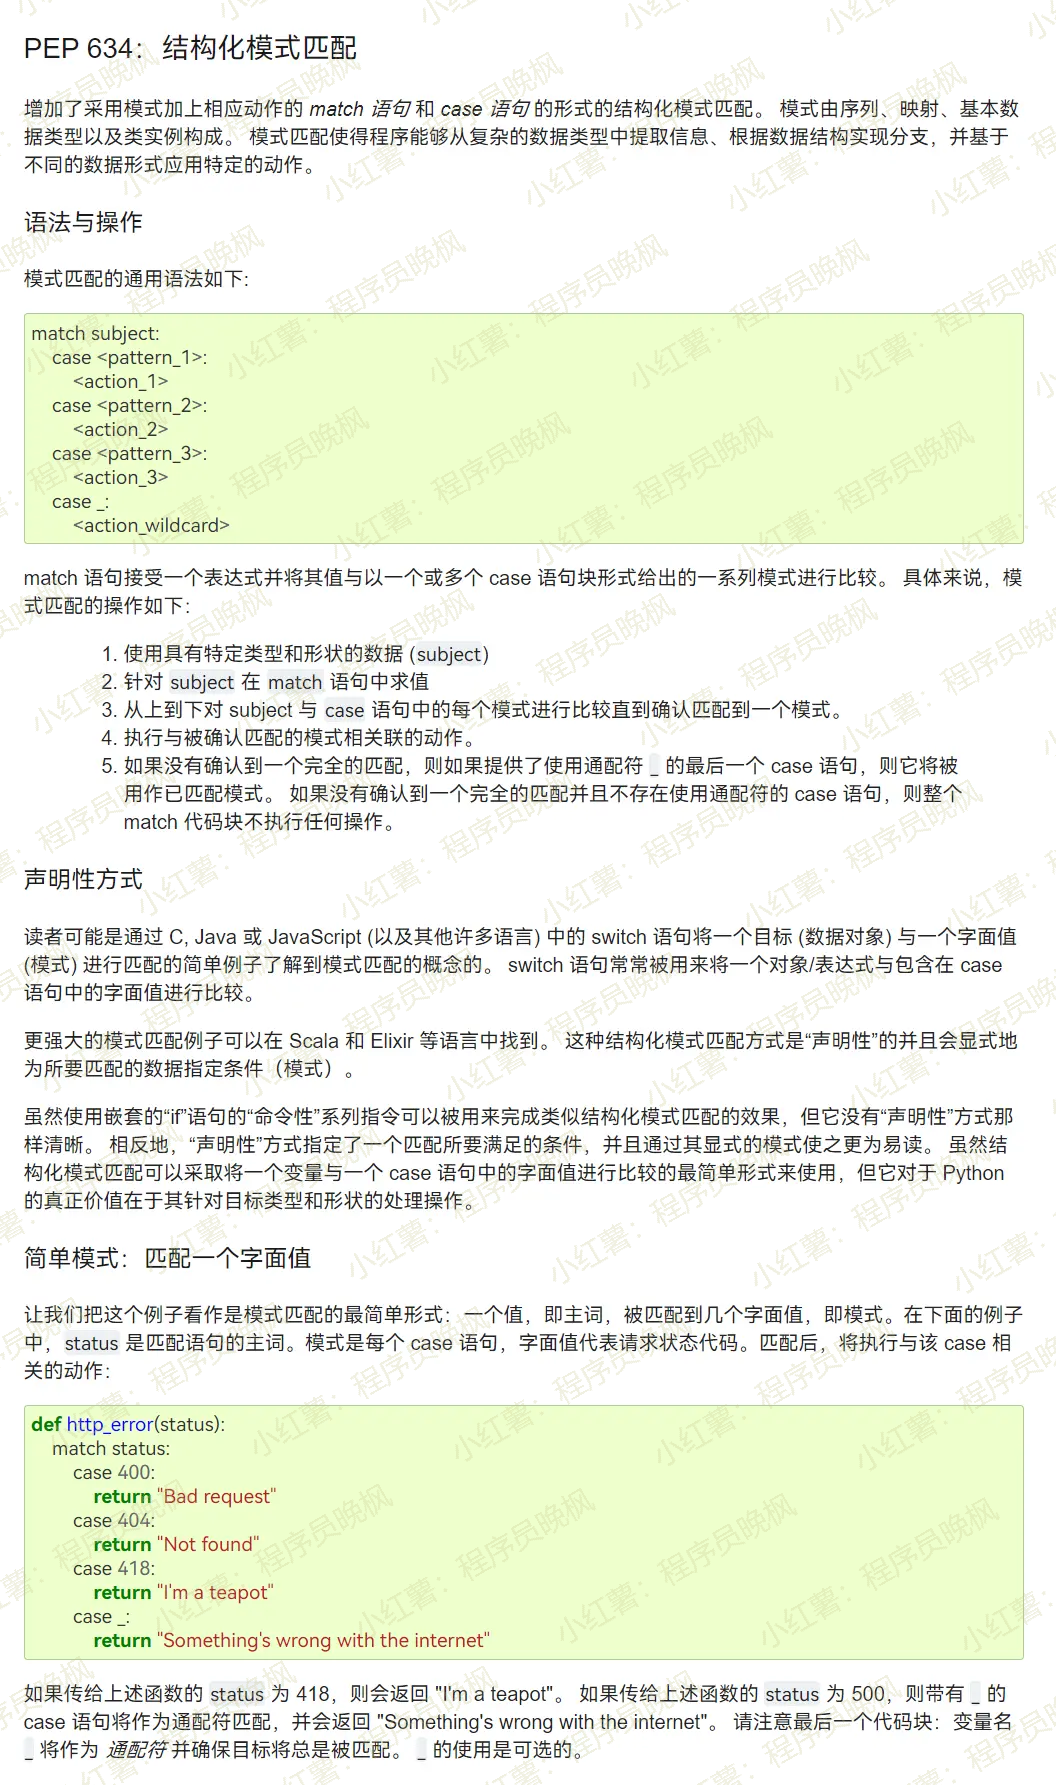 PEP 634：结构化模式匹配
增加了采用模式加上相应动作的 match 语句 和 case 语句 的形式的结构化模式匹配。 模式由序列、映射、基本数
据类型以及类实例构成。 模式匹配使得程序能够从复杂的数据类型中提取信息、根据数据结构实现分支，并基于
不同的数据形式应用特定的动作。
语法与操作
模式匹配的通用语法如下:
match subject:
    case <pattern_1>:
        <action_1>
    case <pattern_2>:
        <action_2>
    case <pattern_3>:
        <action_3>
    case _:
        <action_wildcard>
match 语句接受一个表达式并将其值与以一个或多个 case 语句块形式给出的一系列模式进行比较。 具体来说，模
式匹配的操作如下：
1. 使用具有特定类型和形状的数据 (subject)
2. 针对 subject 在 match 语句中求值
3. 从上到下对 subject 与 case 语句中的每个模式进行比较直到确认匹配到一个模式。
4. 执行与被确认匹配的模式相关联的动作。
5. 如果没有确认到一个完全的匹配，则如果提供了使用通配符 _ 的最后一个 case 语句，则它将被
用作已匹配模式。 如果没有确认到一个完全的匹配并且不存在使用通配符的 case 语句，则整个
match 代码块不执行任何操作。
声明性方式
读者可能是通过 C, Java 或 JavaScript (以及其他许多语言) 中的 switch 语句将一个目标 (数据对象) 与一个字面值
(模式) 进行匹配的简单例子了解到模式匹配的概念的。 switch 语句常常被用来将一个对象/表达式与包含在 case
语句中的字面值进行比较。
更强大的模式匹配例子可以在 Scala 和 Elixir 等语言中找到。 这种结构化模式匹配方式是“声明性”的并且会显式地
为所要匹配的数据指定条件（模式）。
虽然使用嵌套的“if”语句的“命令性”系列指令可以被用来完成类似结构化模式匹配的效果，但它没有“声明性”方式那
样清晰。 相反地，“声明性”方式指定了一个匹配所要满足的条件，并且通过其显式的模式使之更为易读。 虽然结
构化模式匹配可以采取将一个变量与一个 case 语句中的字面值进行比较的最简单形式来使用，但它对于 Python
的真正价值在于其针对目标类型和形状的处理操作。
简单模式：匹配一个字面值
让我们把这个例子看作是模式匹配的最简单形式：一个值，即主词，被匹配到几个字面值，即模式。在下面的例子
中，status 是匹配语句的主词。模式是每个 case 语句，字面值代表请求状态代码。匹配后，将执行与该 case 相
关的动作：
def http_error(status):
    match status:
        case 400:
            return "Bad request"
        case 404:
            return "Not found"
        case 418:
            return "I'm a teapot"
        case _:
            return "Something's wrong with the internet"
如果传给上述函数的 status 为 418，则会返回 "I'm a teapot"。 如果传给上述函数的 status 为 500，则带有 _ 的
case 语句将作为通配符匹配，并会返回 "Something's wrong with the internet"。 请注意最后一个代码块：变量名
_ 将作为 通配符 并确保目标将总是被匹配。 _ 的使用是可选的。
小红薯：程序员晚枫